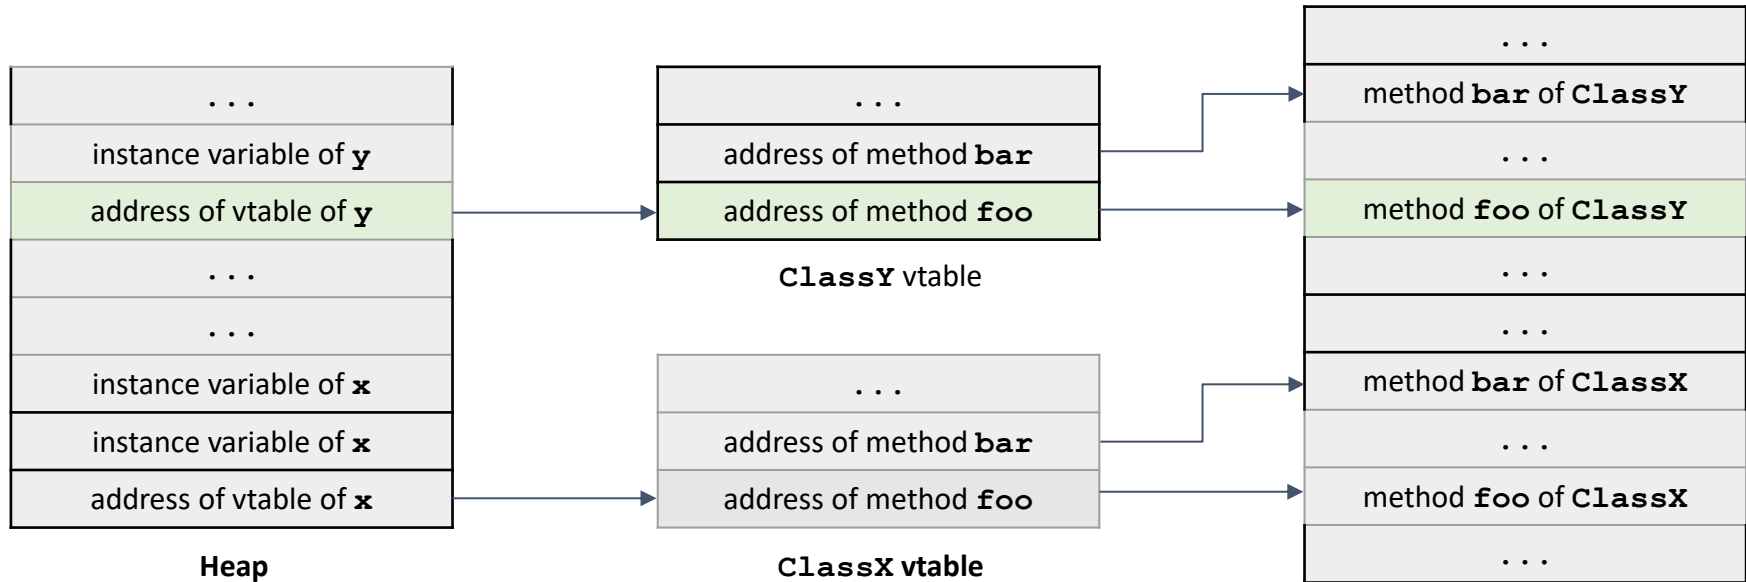 ...
instance variable of y
address of vtable of y
...
...
instance variable of x
instance variable of x
address of vtable of x
Heap
...
address of method bar
address of method foo
ClassY vtable
...
address of method bar
address of method foo
ClassX vtable
...
method bar of ClassY
...
method foo of ClassY
...
...
method bar of ClassX
...
method foo of ClassX
...